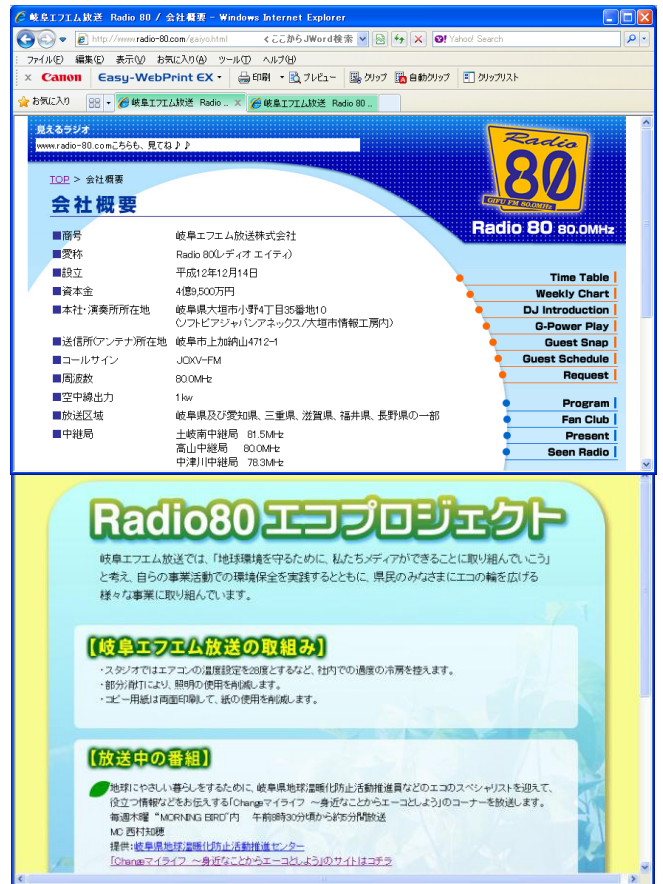 岐阜エフエム放送 Radio 80 / 会社概要 - Windows Internet Explorer
http://www.radio-80.com/gaiyo.html
<ここからJWord検索
Yahoo! Search
ファイル(F) 編集(E) 表示(V) お気に入り(A) ツール(T) ヘルプ(H)
× Canon Easy-WebPrint EX 印刷 プレビュー クリップ 自動クリップ クリップリスト
お気に入り 岐阜エフエム放送 Radio .. × 岐阜エフエム放送 Radio 80 ..
見えるラジオ
www.radio-80.comこちらも、見てね♪♪
Radio
80
GIFU FM 80.0MHz
Radio 80 80.0MHz
TOP > 会社概要
会社概要
■商号 岐阜エフエム放送株式会社
■愛称 Radio 80(レディオ エイティ)
■設立 平成12年12月14日
■資本金 4億9,500万円
■本社・演奏所所在地 岐阜県大垣市小野4丁目35番地10
(ソフトピアジャパンアネックス/大垣市情報工房内)
■送信所(アンテナ)所在地 岐阜市上加納山4712-1
■コールサイン JOXV-FM
■周波数 80.0MHz
■空中線出力 1kw
■放送区域 岐阜県及び愛知県、三重県、滋賀県、福井県、長野県の一部
■中継局 土岐南中継局 81.5MHz
高山中継局 80.0MHz
中津川中継局 78.3MHz
Time Table
Weekly Chart
DJ Introduction
G-Power Play
Guest Snap
Guest Schedule
Request
Program
Fan Club
Present
Seen Radio
Radio80エコプロジェクト
岐阜エフエム放送では、「地球環境を守るために、私たちメディアができることに取り組んでいこう」
と考え、自らの事業活動での環境保全を実践するとともに、県民のみなさまにエコの輪を広げる
様々な事業に取り組んでいます。
【岐阜エフエム放送の取組み】
・スタジオではエアコンの温度設定を28度とするなど、社内での過度の冷房を控えます。
・部分消灯により、照明の使用を削減します。
・コピー用紙は両面印刷して、紙の使用を削減します。
【放送中の番組】
地球にやさしい暮らしをするために、岐阜県地球温暖化防止活動推進員などのエコのスペシャリストを迎えて、
役立つ情報などをお伝えする「Changeマイライフ ～身近なことからエーコとしよう」のコーナーを放送します。
毎週木曜 “MORNING BIRD”内 午前8時30分頃から約5分間放送
MC 西村知穂
提供:岐阜県地球温暖化防止活動推進センター
「Changeマイライフ ～身近なことからエーコとしよう」のサイトはコチラ